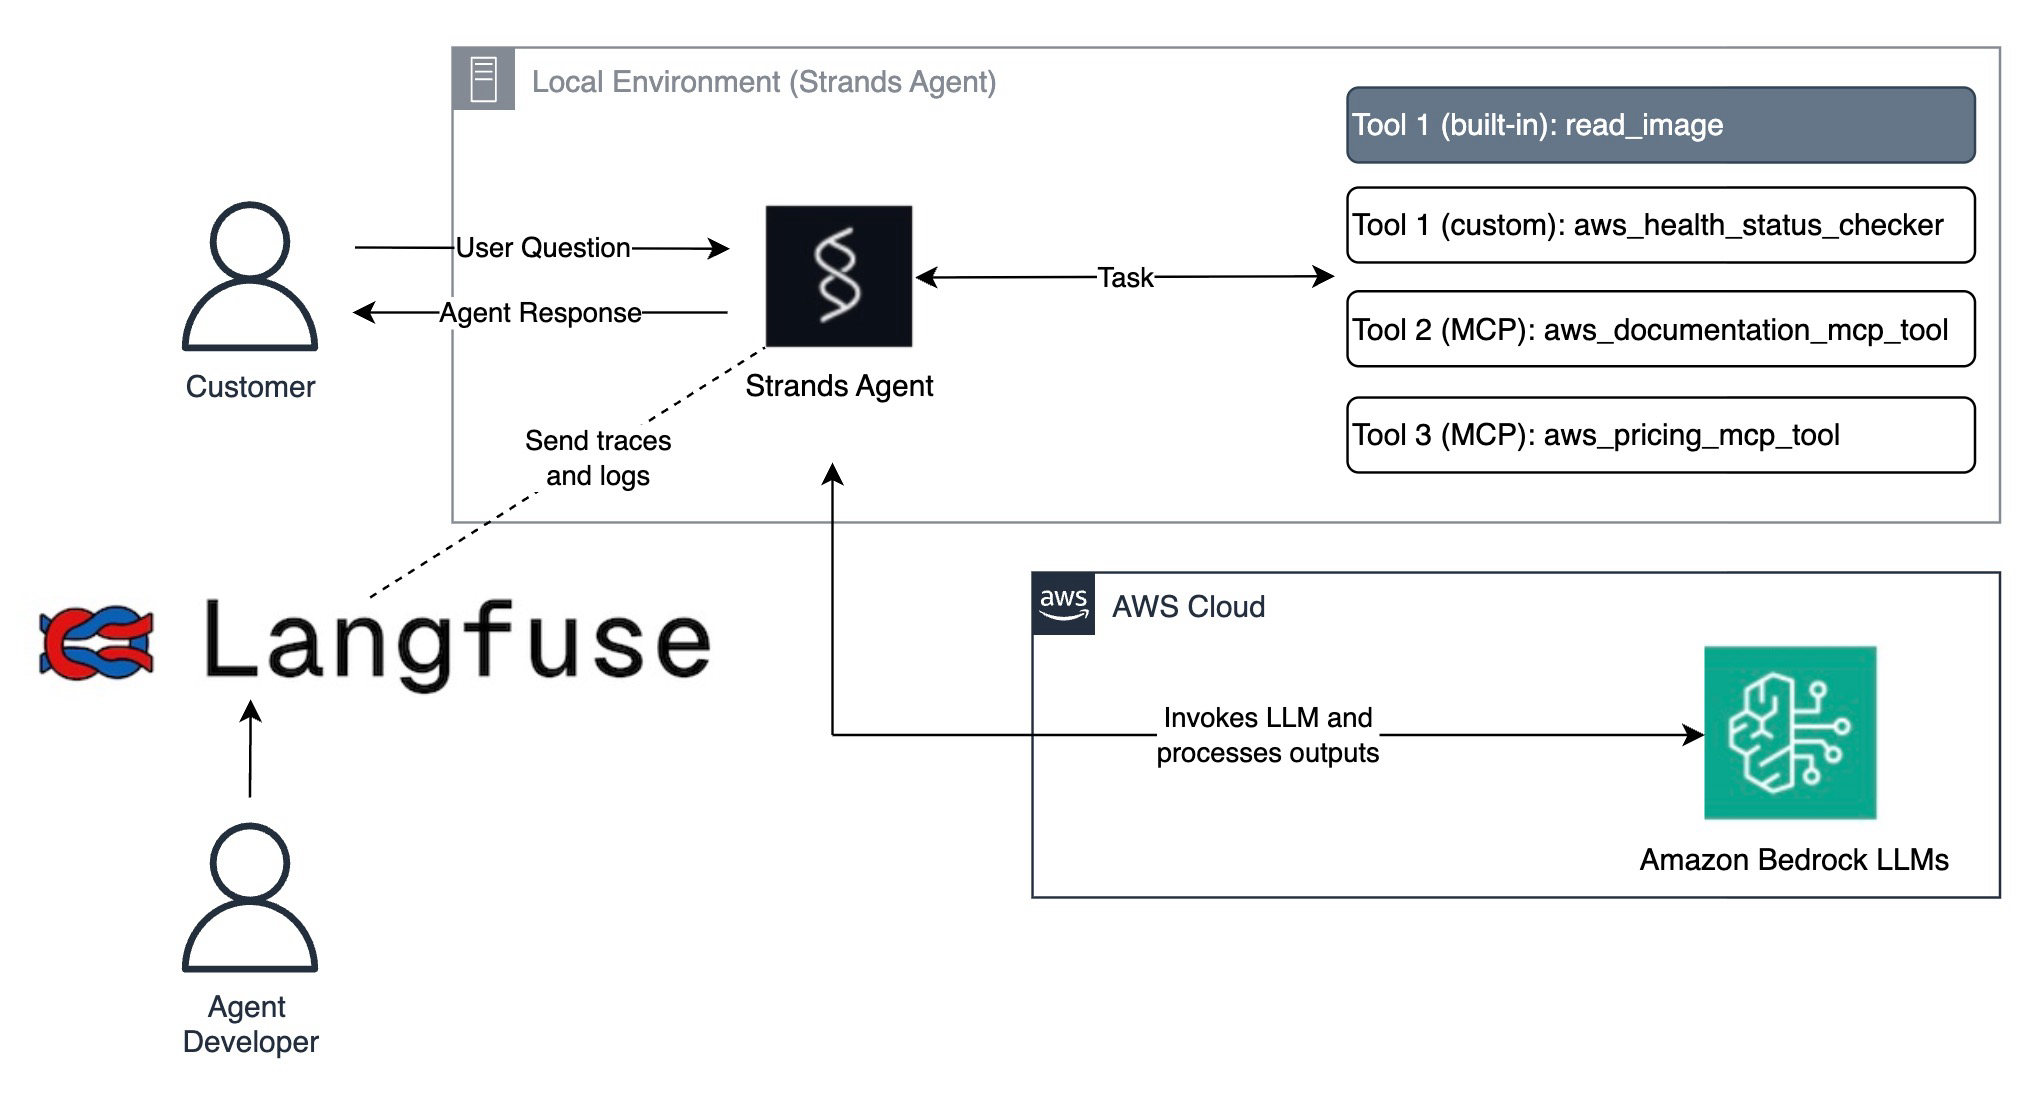 Local Environment (Strands Agent)
Tool 1 (built-in): read_image
Tool 1 (custom): aws_health_status_checker
Tool 2 (MCP): aws_documentation_mcp_tool
Tool 3 (MCP): aws_pricing_mcp_tool
User Question
Agent Response
Task
Customer
Strands Agent
Send traces
and logs
Langfuse
aws
AWS Cloud
Invokes LLM and
processes outputs
Amazon Bedrock LLMs
Agent
Developer